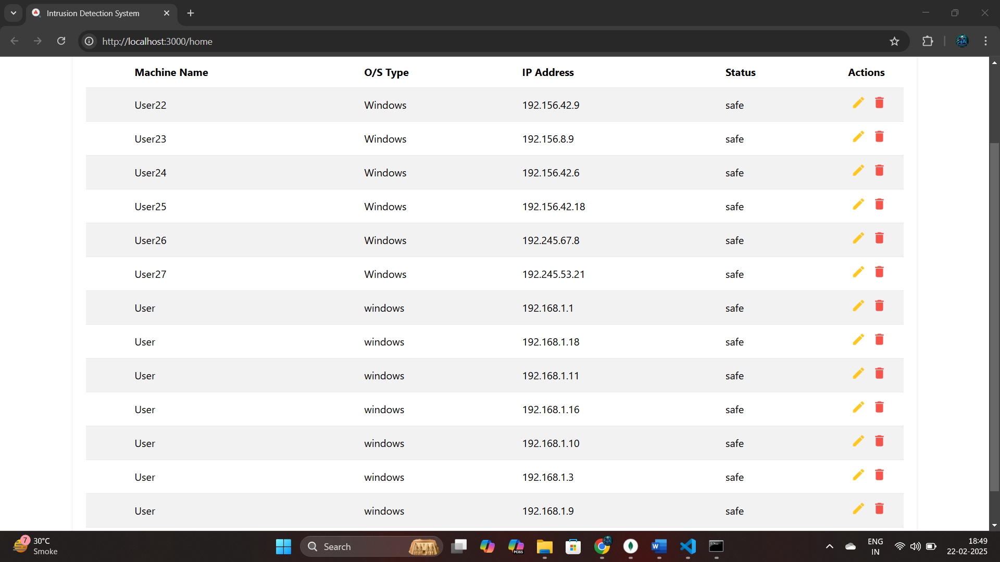 Intrusion Detection System
http://localhost:3000/home
Machine Name O/S Type IP Address Status Actions
User22 Windows 192.156.42.9 safe
User23 Windows 192.156.8.9 safe
User24 Windows 192.156.42.6 safe
User25 Windows 192.156.42.18 safe
User26 Windows 192.245.67.8 safe
User27 Windows 192.245.53.21 safe
User windows 192.168.1.1 safe
User windows 192.168.1.18 safe
User windows 192.168.1.11 safe
User windows 192.168.1.16 safe
User windows 192.168.1.10 safe
User windows 192.168.1.3 safe
User windows 192.168.1.9 safe
7
30°C
Smoke
Search
M365
W
ENG
IN
18:49
22-02-2025